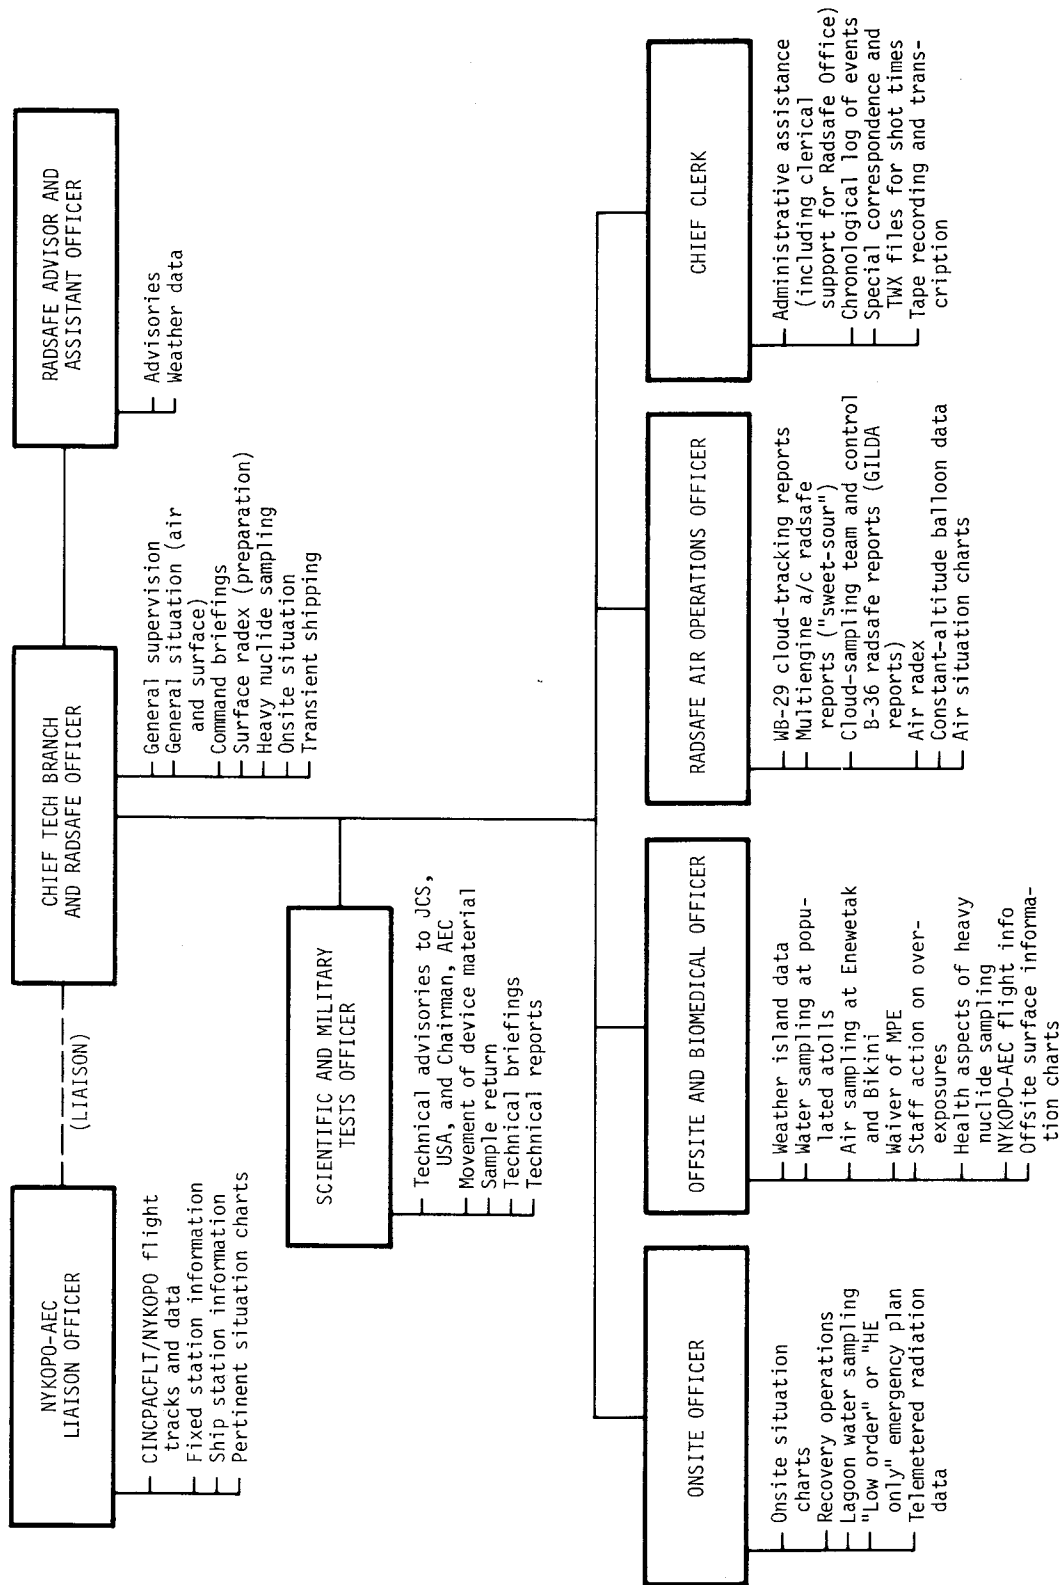 NYKOPO-AEC
LIAISON OFFICER
CINCPACFLT/NYKOPO flight
tracks and data
Fixed station information
Ship station information
Pertinent situation charts
(LIAISON)
CHIEF TECH BRANCH
AND RADSAFE OFFICER
General supervision
General situation (air
and surface)
Command briefings
Surface radex (preparation)
Heavy nuclide sampling
Onsite situation
Transient shipping
RADSAFE ADVISOR AND
ASSISTANT OFFICER
Advisories
Weather data
SCIENTIFIC AND MILITARY
TESTS OFFICER
Technical advisories to JCS,
USA, and Chairman, AEC
Movement of device material
Sample return
Technical briefings
Technical reports
ONSITE OFFICER
Onsite situation
charts
Recovery operations
Lagoon water sampling
"Low order" or "HE
only" emergency plan
Telemetered radiation
data
OFFSITE AND BIOMEDICAL OFFICER
Weather island data
Water sampling at popu-
lated atolls
Air sampling at Enewetak
and Bikini
Waiver of MPE
Staff action on over-
exposures
Health aspects of heavy
nuclide sampling
NYKOPO-AEC flight info
Offsite surface informa-
tion charts
RADSAFE AIR OPERATIONS OFFICER
WB-29 cloud-tracking reports
Multiengine a/c radsafe
reports ("sweet-sour")
Cloud-sampling team and control
B-36 radsafe reports (GILDA
reports)
Air radex
Constant-altitude balloon data
Air situation charts
CHIEF CLERK
Administrative assistance
(including clerical
support for Radsafe Office)
Chronological log of events
Special correspondence and
TWX files for shot times
Tape recording and trans-
cription